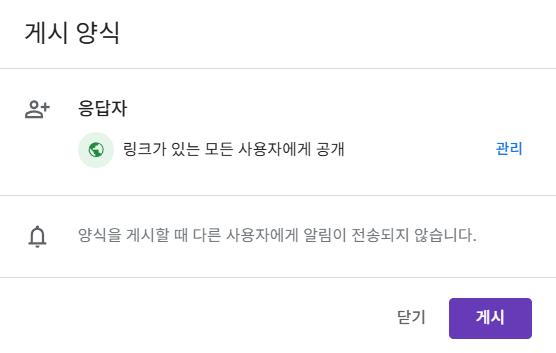 게시 양식
응답자
링크가 있는 모든 사용자에게 공개
관리
양식을 게시할 때 다른 사용자에게 알림이 전송되지 않습니다.
닫기
게시